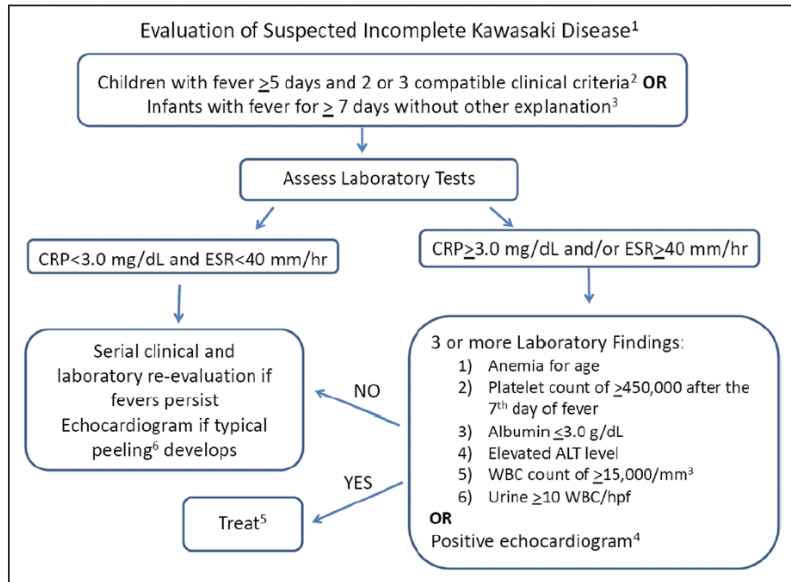 Evaluation of Suspected Incomplete Kawasaki Disease¹
Children with fever ≥5 days and 2 or 3 compatible clinical criteria² OR
Infants with fever for ≥ 7 days without other explanation³
Assess Laboratory Tests
CRP<3.0 mg/dL and ESR<40 mm/hr
CRP≥3.0 mg/dL and/or ESR≥40 mm/hr
Serial clinical and
laboratory re-evaluation if
fevers persist
Echocardiogram if typical
peeling⁶ develops
NO
YES
Treat⁵
3 or more Laboratory Findings:
1) Anemia for age
2) Platelet count of ≥450,000 after the
7th day of fever
3) Albumin ≤3.0 g/dL
4) Elevated ALT level
5) WBC count of ≥15,000/mm³
6) Urine ≥10 WBC/hpf
OR
Positive echocardiogram⁴